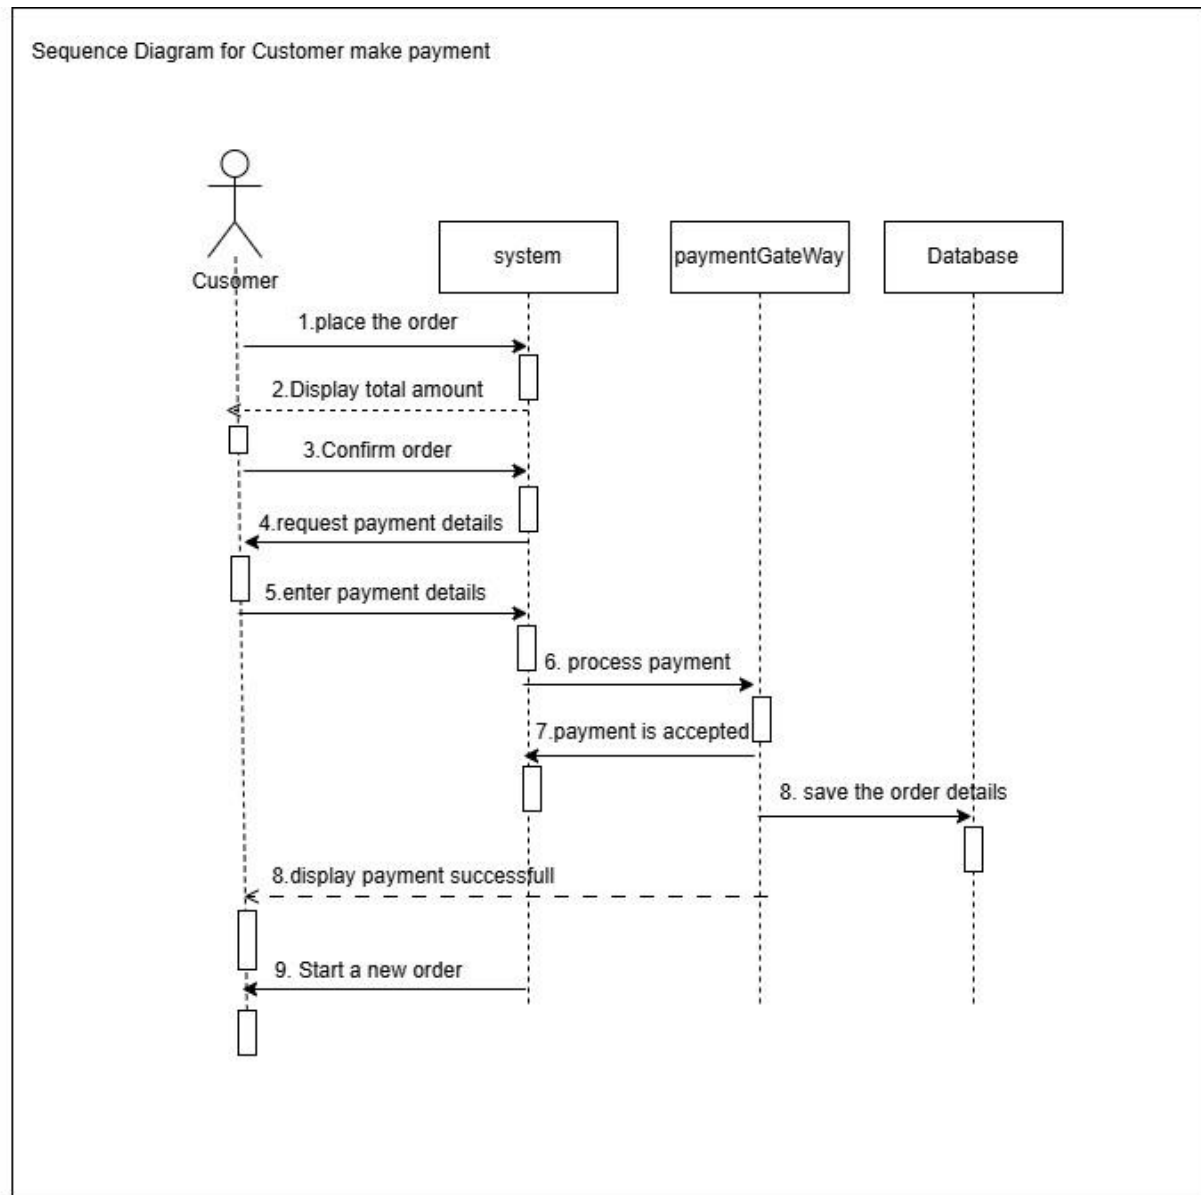 Sequence Diagram for Customer make payment
Cusomer
system
paymentGateWay
Database
1.place the order
2.Display total amount
3.Confirm order
4.request payment details
5.enter payment details
6. process payment
7.payment is accepted
8. save the order details
8.display payment successfull
9. Start a new order